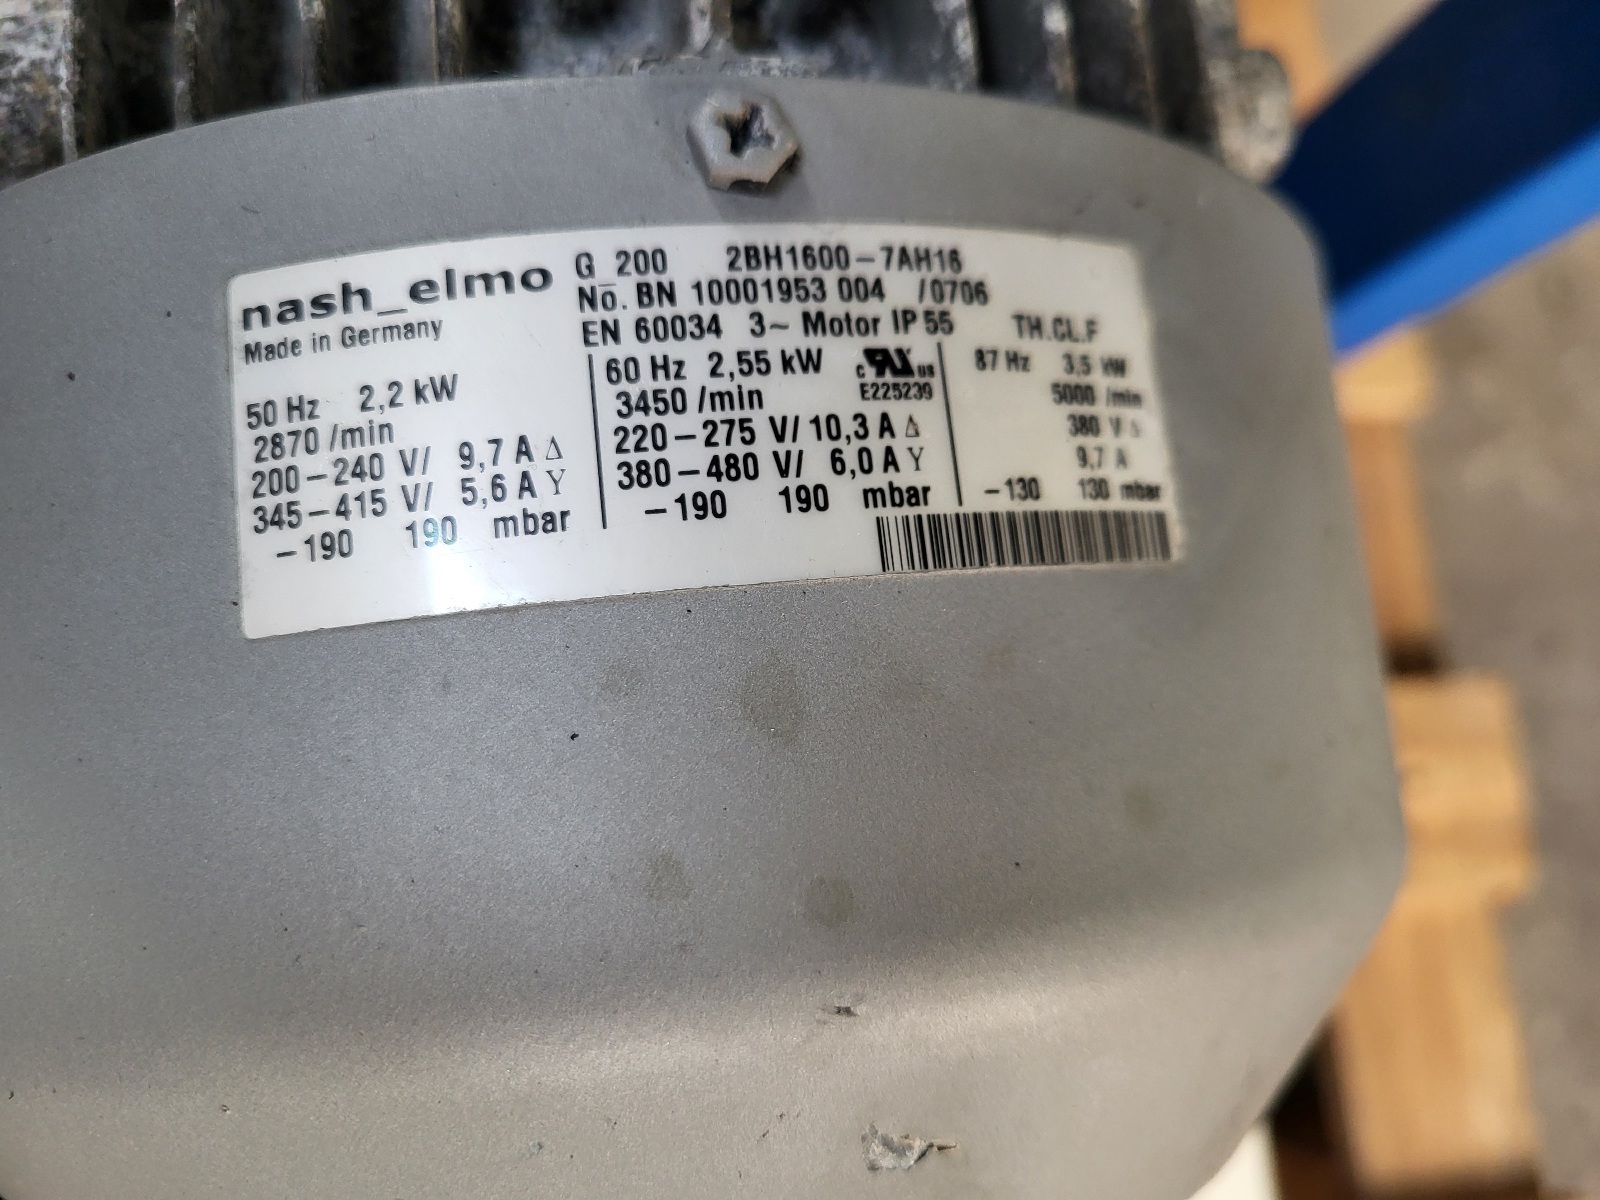 nash_elmo
Made in Germany
G_200 2BH1600-7AH16
No. BN 10001953 004 /0706
EN 60034 3~ Motor IP 55 TH.CL.F
50 Hz 2,2 kW
2870 /min
200-240 V/ 9,7 A Δ
345-415 V/ 5,6 A Y
-190 190 mbar
60 Hz 2,55 kW
3450 /min
220-275 V/ 10,3 A Δ
380-480 V/ 6,0 A Y
-190 190 mbar
c RU us
E225239
87 Hz 3,5 kW
5000 /min
380 V Δ
9,7 A
-130 130 mbar